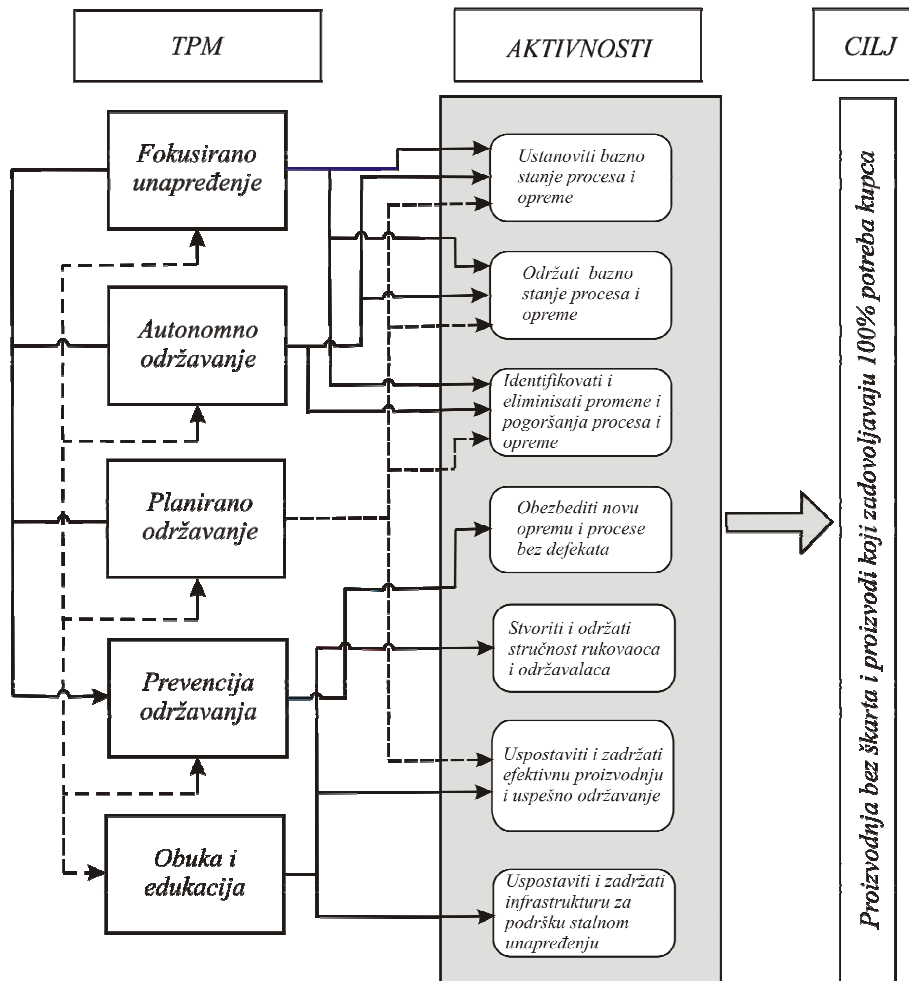 TPM
AKTIVNOSTI
CILJ
Fokusirano
unapređenje
Autonomno
održavanje
Planirano
održavanje
Prevencija
održavanja
Obuka i
edukacija
Ustanoviti bazno
stanje procesa i
opreme
Održati bazno
stanje procesa i
opreme
Identifikovati i
eliminisati promene i
pogoršanja procesa i
opreme
Obezbediti novu
opremu i procese
bez defekata
Stvoriti i održati
stručnost rukovaoca
i održavalaca
Uspostaviti i zadržati
efektivnu proizvodnju
i uspešno održavanje
Uspostaviti i zadržati
infrastrukturu za
podršku stalnom
unapređenju
Proizvodnja bez škarta i proizvodi koji zadovoljavaju 100% potreba kupca